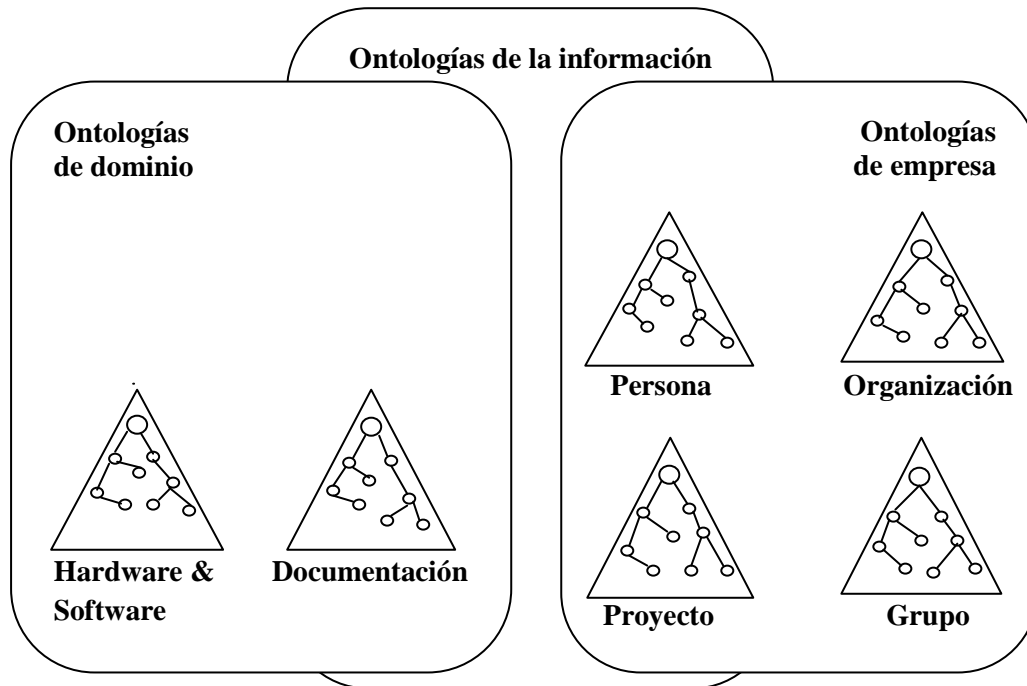 Ontologías de la información
Ontologías
de dominio
Hardware &
Software
Documentación
Ontologías
de empresa
Persona
Organización
Proyecto
Grupo